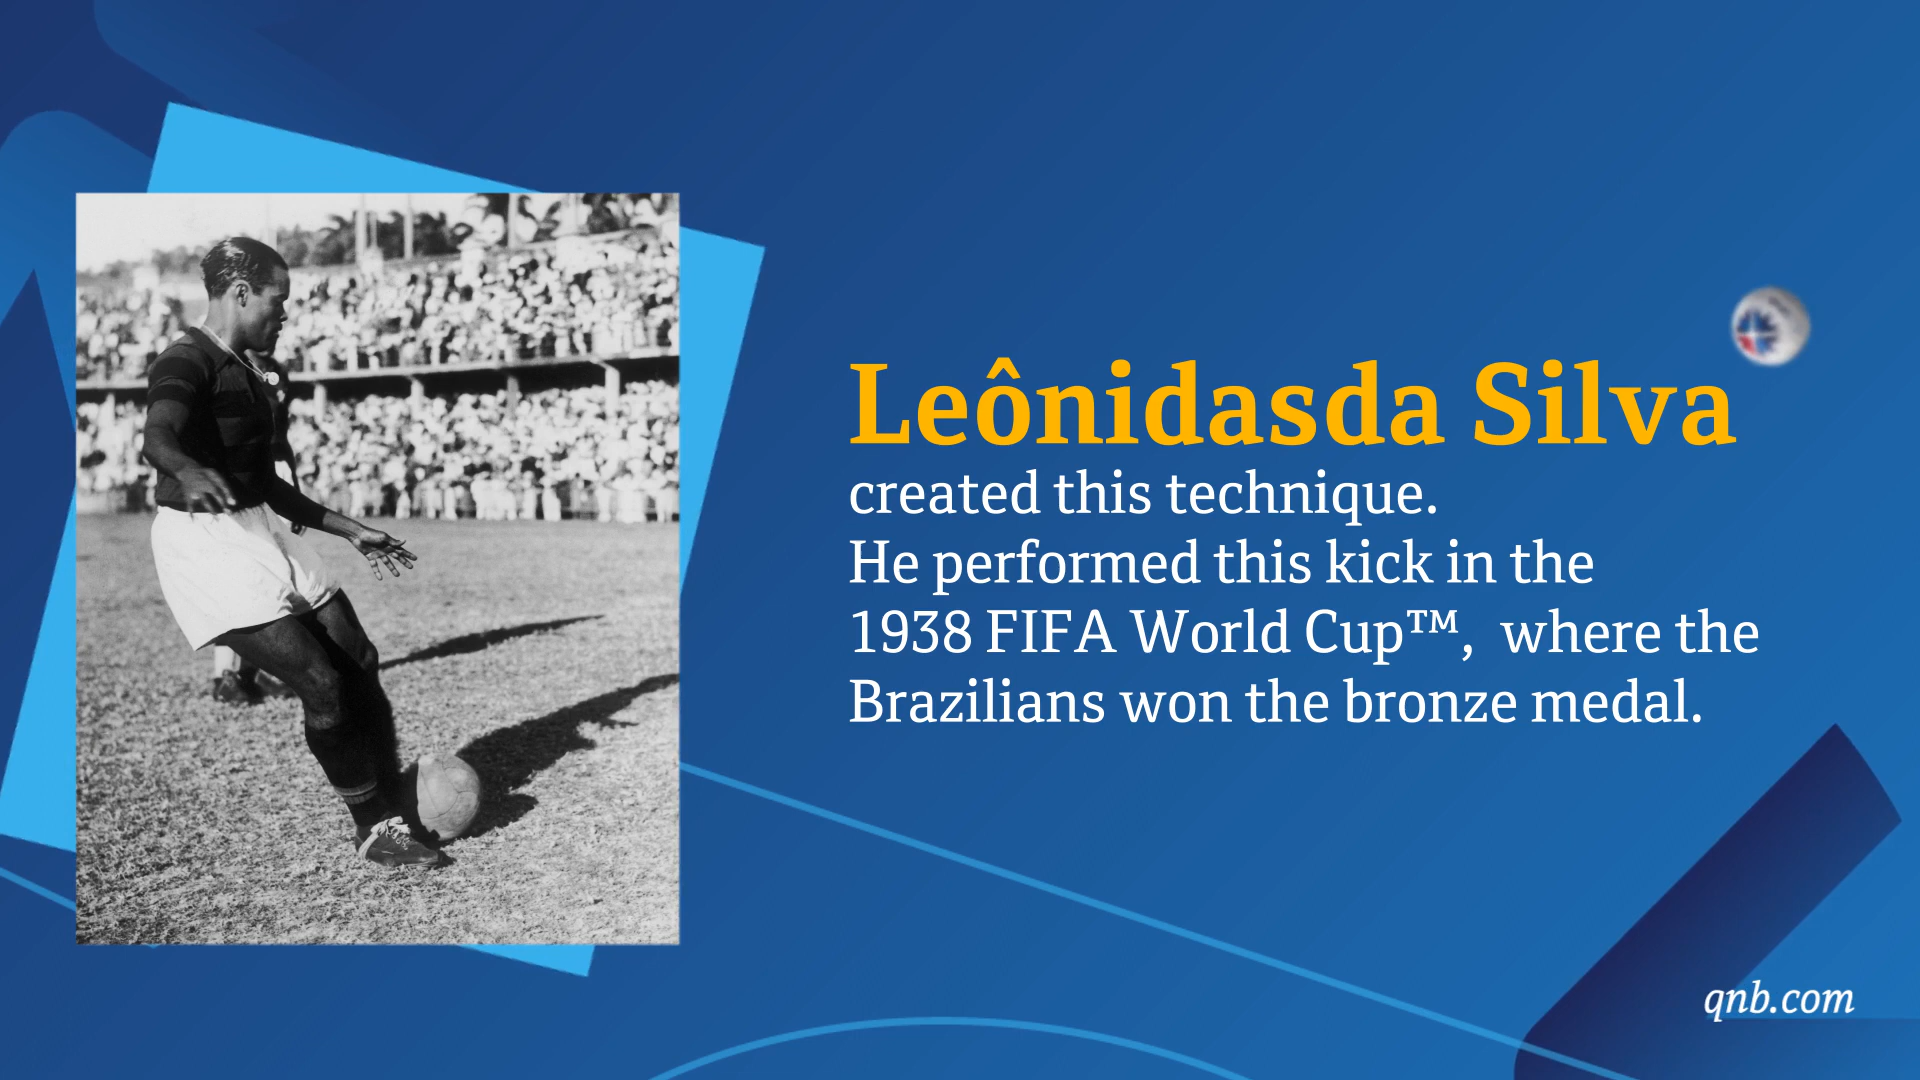 Leônidasda Silva
created this technique.
He performed this kick in the
1938 FIFA World Cup™,  where the
Brazilians won the bronze medal.
qnb.com